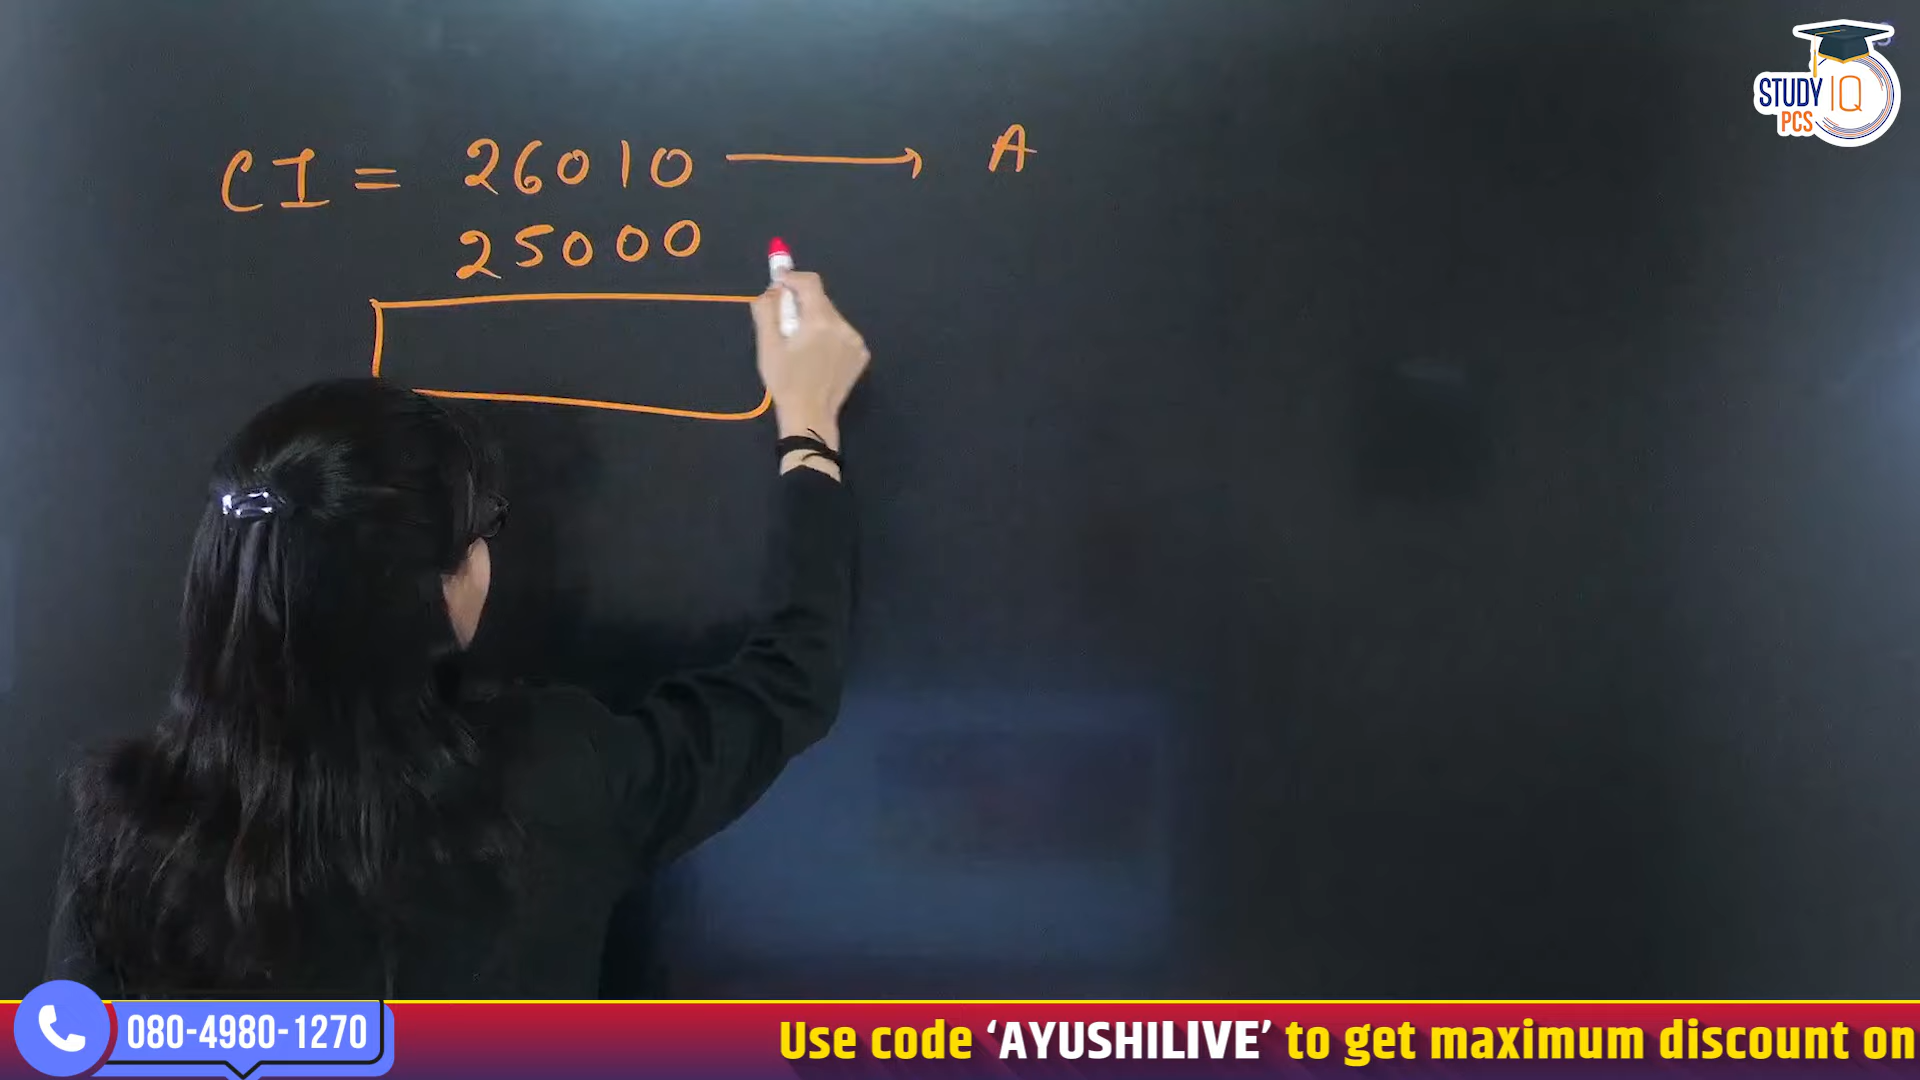 CI = 26010 → A
25000
STUDY IQ
PCS
080-4980-1270
Use code ‘AYUSHILIVE’ to get maximum discount on